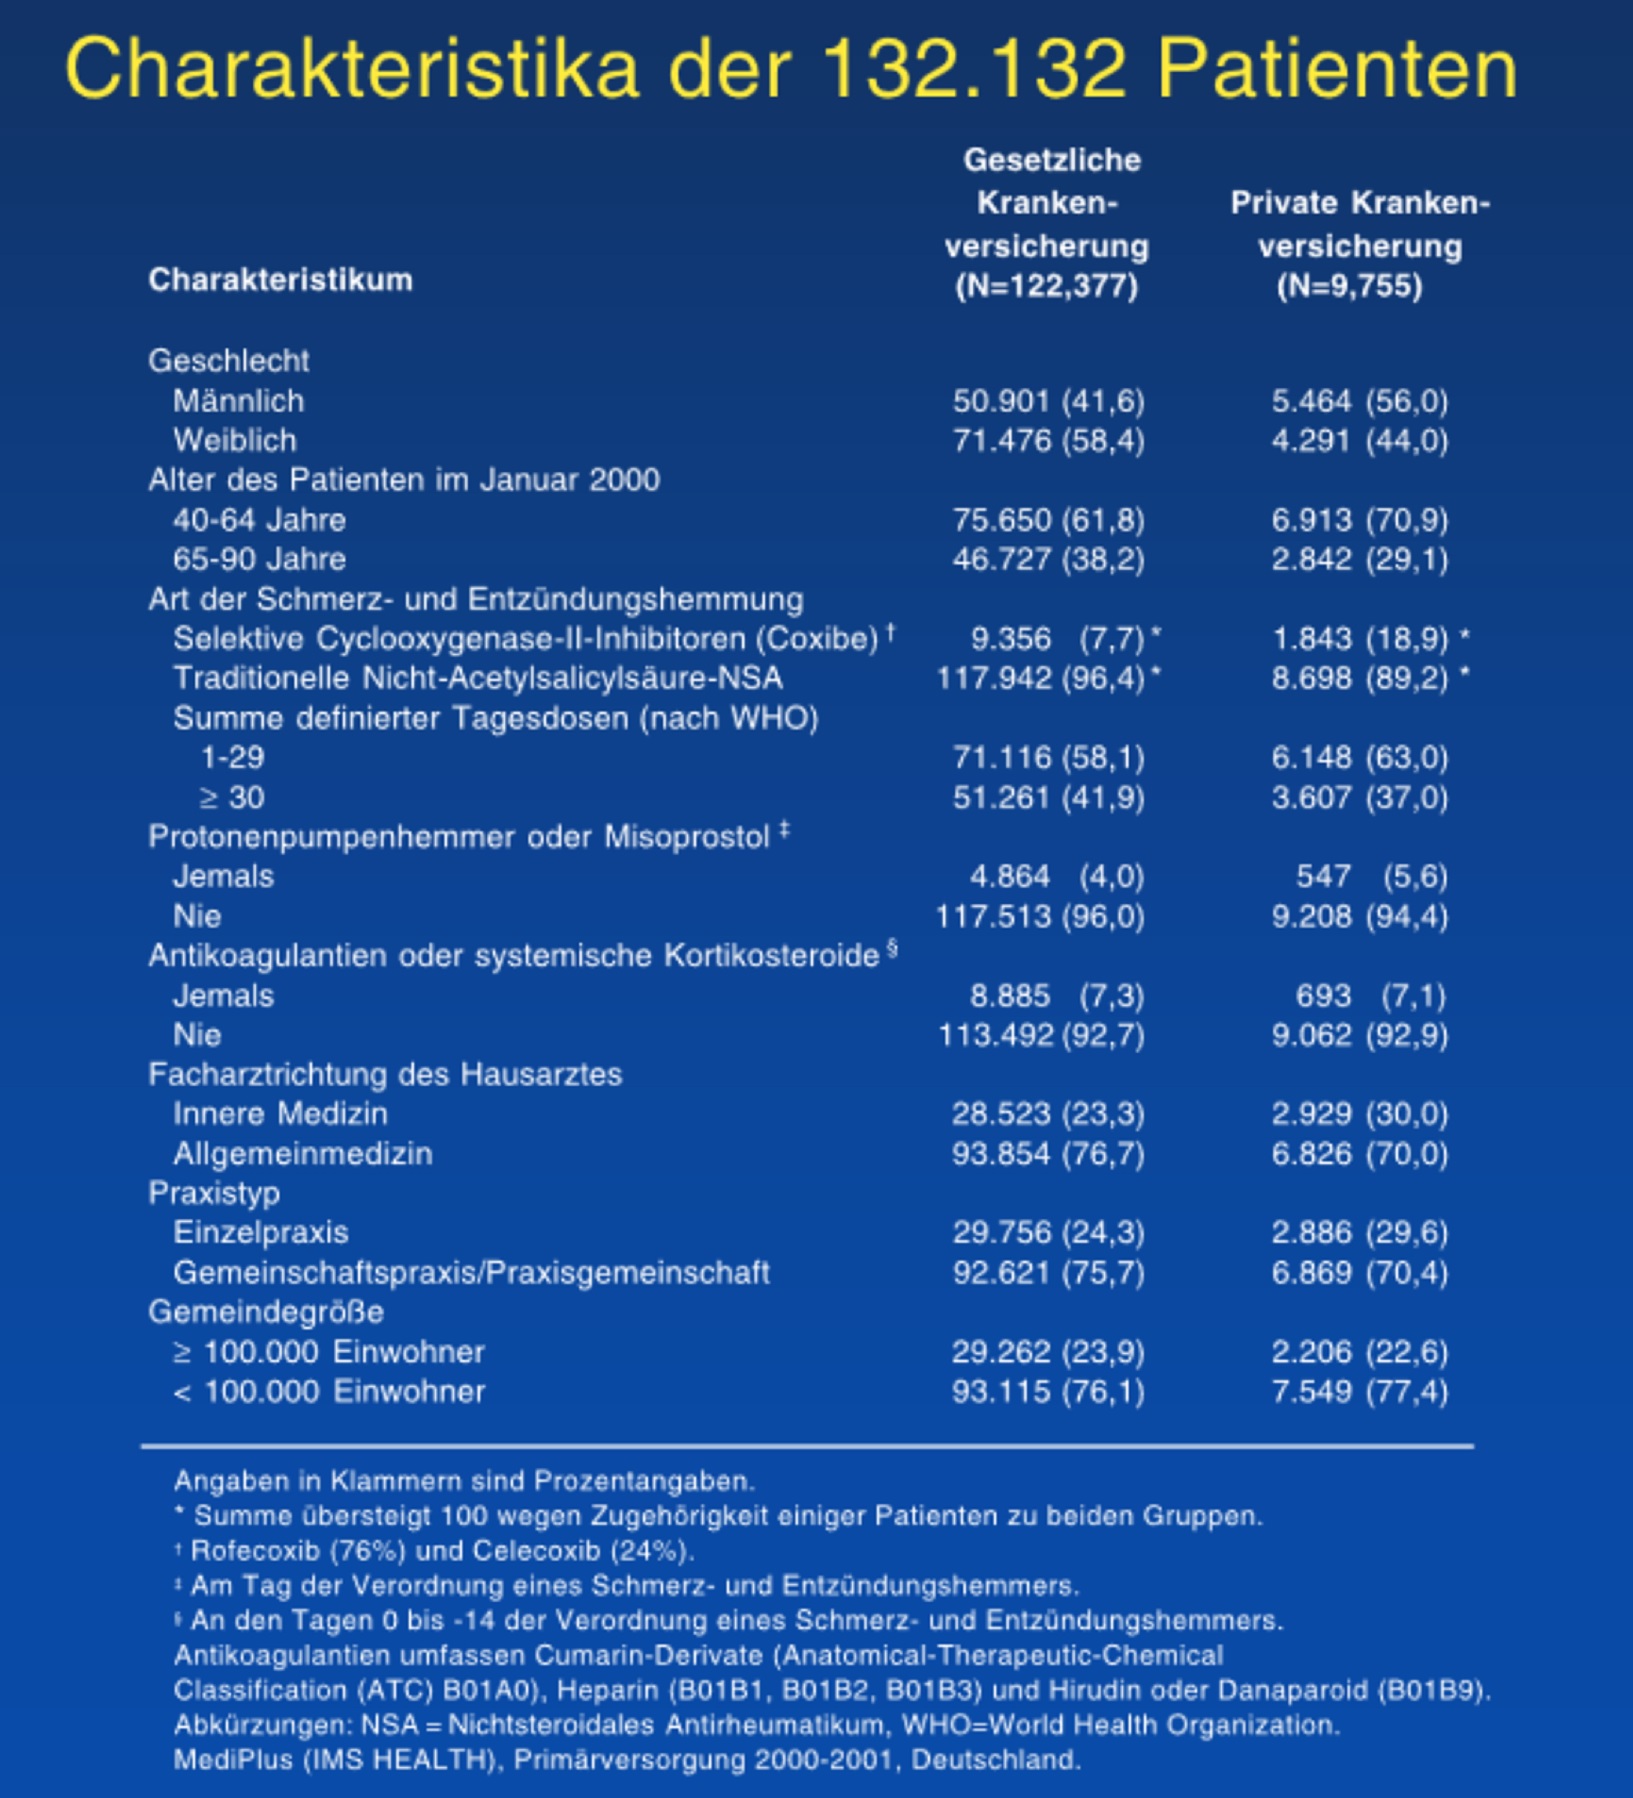 Charakteristika der 132.132 Patienten
Gesetzliche
Kranken- Private Kranken-
versicherung versicherung
Charakteristikum (N=122,377) (N=9,755)
Geschlecht
Männlich 50.901 (41,6) 5.464 (56,0)
Weiblich 71.476 (58,4) 4.291 (44,0)
Alter des Patienten im Januar 2000
40-64 Jahre 75.650 (61,8) 6.913 (70,9)
65-90 Jahre 46.727 (38,2) 2.842 (29,1)
Art der Schmerz- und Entzündungshemmung
Selektive Cyclooxygenase-II-Inhibitoren (Coxibe) † 9.356 (7,7) * 1.843 (18,9) *
Traditionelle Nicht-Acetylsalicylsäure-NSA 117.942 (96,4) * 8.698 (89,2) *
Summe definierter Tagesdosen (nach WHO)
1-29 71.116 (58,1) 6.148 (63,0)
≥ 30 51.261 (41,9) 3.607 (37,0)
Protonenpumpenhemmer oder Misoprostol ‡
Jemals 4.864 (4,0) 547 (5,6)
Nie 117.513 (96,0) 9.208 (94,4)
Antikoagulantien oder systemische Kortikosteroide §
Jemals 8.885 (7,3) 693 (7,1)
Nie 113.492 (92,7) 9.062 (92,9)
Facharztrichtung des Hausarztes
Innere Medizin 28.523 (23,3) 2.929 (30,0)
Allgemeinmedizin 93.854 (76,7) 6.826 (70,0)
Praxistyp
Einzelpraxis 29.756 (24,3) 2.886 (29,6)
Gemeinschaftspraxis/Praxisgemeinschaft 92.621 (75,7) 6.869 (70,4)
Gemeindegröße
≥ 100.000 Einwohner 29.262 (23,9) 2.206 (22,6)
< 100.000 Einwohner 93.115 (76,1) 7.549 (77,4)
Angaben in Klammern sind Prozentangaben.
* Summe übersteigt 100 wegen Zugehörigkeit einiger Patienten zu beiden Gruppen.
† Rofecoxib (76%) und Celecoxib (24%).
‡ Am Tag der Verordnung eines Schmerz- und Entzündungshemmers.
§ An den Tagen 0 bis -14 der Verordnung eines Schmerz- und Entzündungshemmers.
Antikoagulantien umfassen Cumarin-Derivate (Anatomical-Therapeutic-Chemical
Classification (ATC) B01A0), Heparin (B01B1, B01B2, B01B3) und Hirudin oder Danaparoid (B01B9).
Abkürzungen: NSA = Nichtsteroidales Antirheumatikum, WHO=World Health Organization.
MediPlus (IMS HEALTH), Primärversorgung 2000-2001, Deutschland.